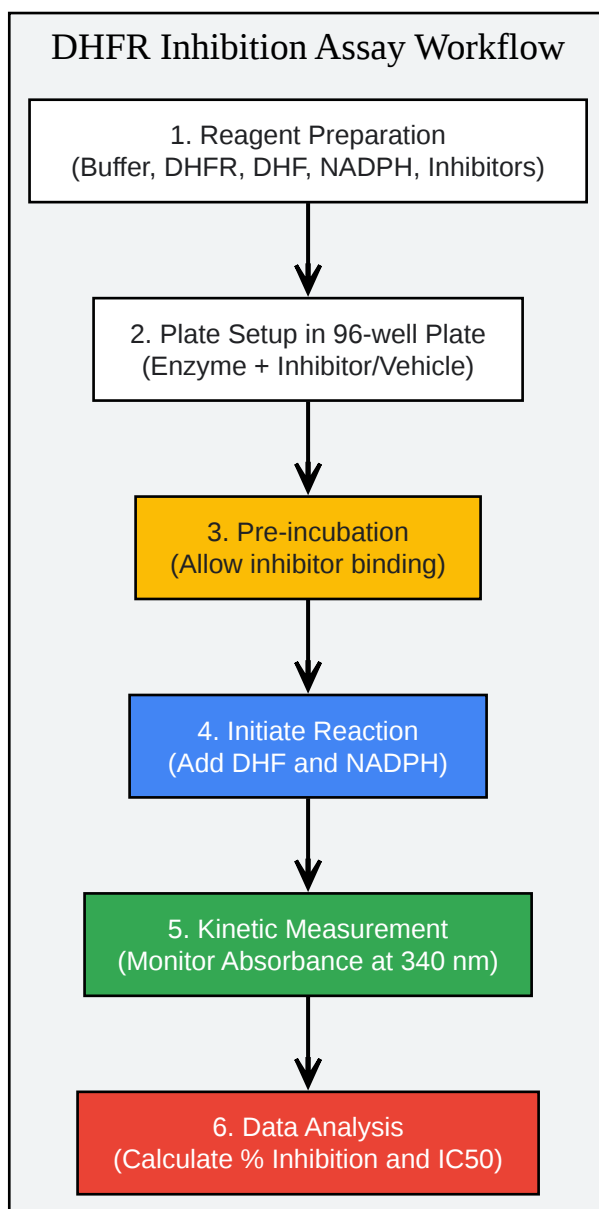 DHFR Inhibition Assay Workflow
1. Reagent Preparation
(Buffer, DHFR, DHF, NADPH, Inhibitors)
2. Plate Setup in 96-well Plate
(Enzyme + Inhibitor/Vehicle)
3. Pre-incubation
(Allow inhibitor binding)
4. Initiate Reaction
(Add DHF and NADPH)
5. Kinetic Measurement
(Monitor Absorbance at 340 nm)
6. Data Analysis
(Calculate % Inhibition and IC50)